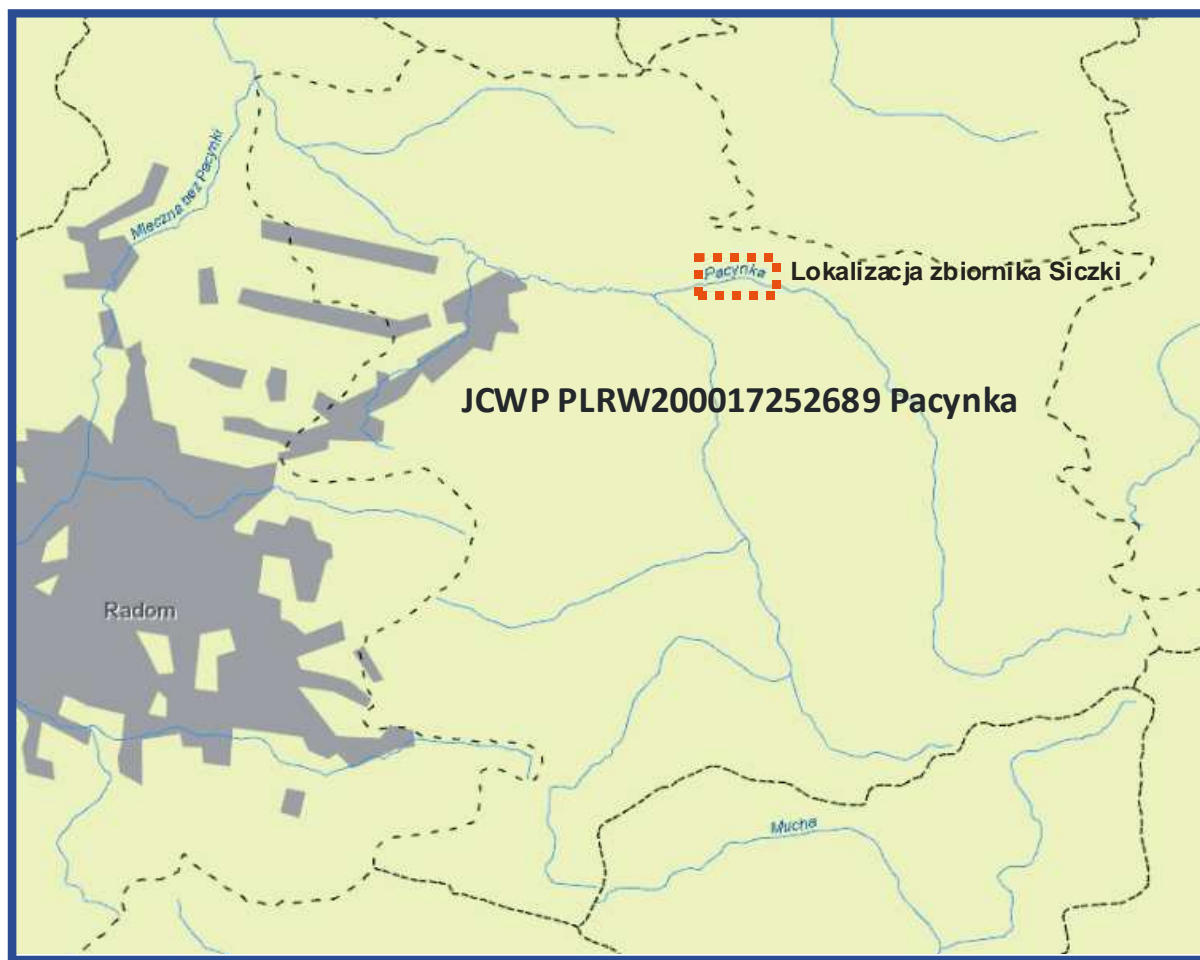 Mleczna bez Pacynki
Pacynka
Lokalizacja zbiornika Siczki
JCWP PLRW200017252689 Pacynka
Radom
Mucha